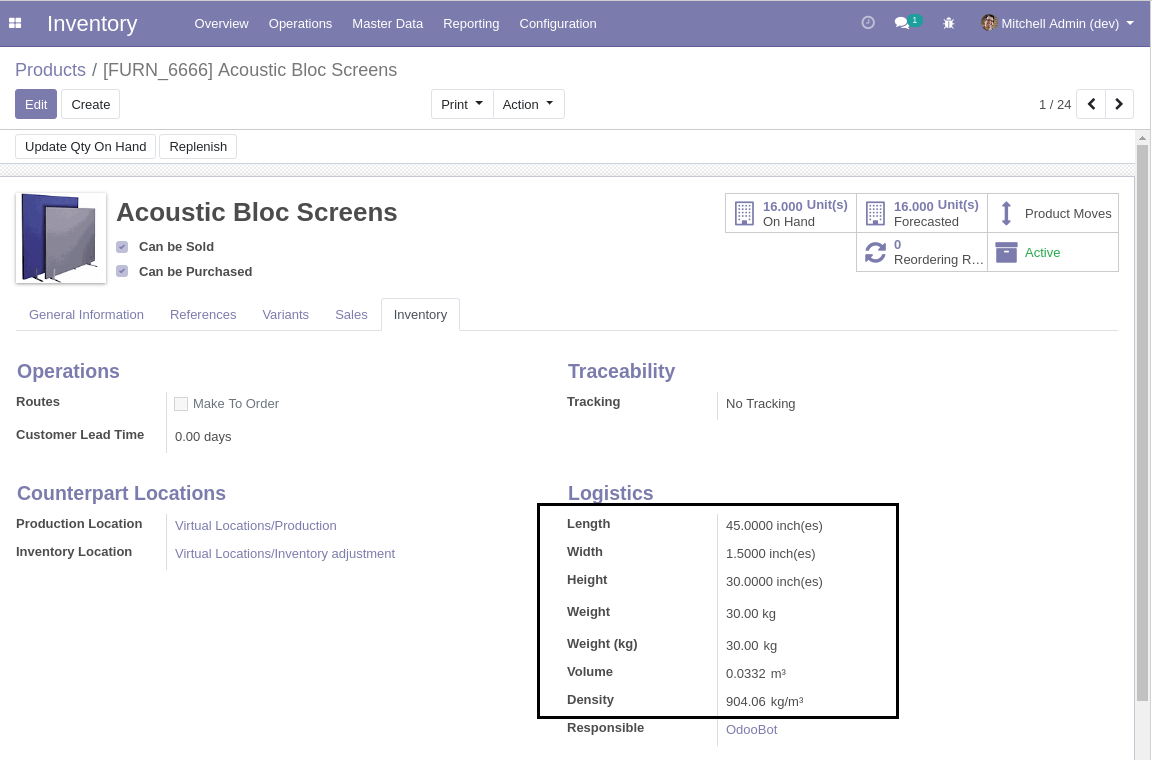 Inventory Overview Operations Master Data Reporting Configuration 1 Mitchell Admin (dev)
Products / [FURN_6666] Acoustic Bloc Screens
Edit Create Print Action 1 / 24
Update Qty On Hand Replenish
Acoustic Bloc Screens
Can be Sold
Can be Purchased
16.000 Unit(s)
On Hand
16.000 Unit(s)
Forecasted
Product Moves
0
Reordering R...
Active
General Information References Variants Sales Inventory
Operations
Routes Make To Order
Customer Lead Time 0.00 days
Traceability
Tracking No Tracking
Counterpart Locations
Production Location Virtual Locations/Production
Inventory Location Virtual Locations/Inventory adjustment
Logistics
Length 45.0000 inch(es)
Width 1.5000 inch(es)
Height 30.0000 inch(es)
Weight 30.00 kg
Weight (kg) 30.00 kg
Volume 0.0332 m³
Density 904.06 kg/m³
Responsible OdooBot